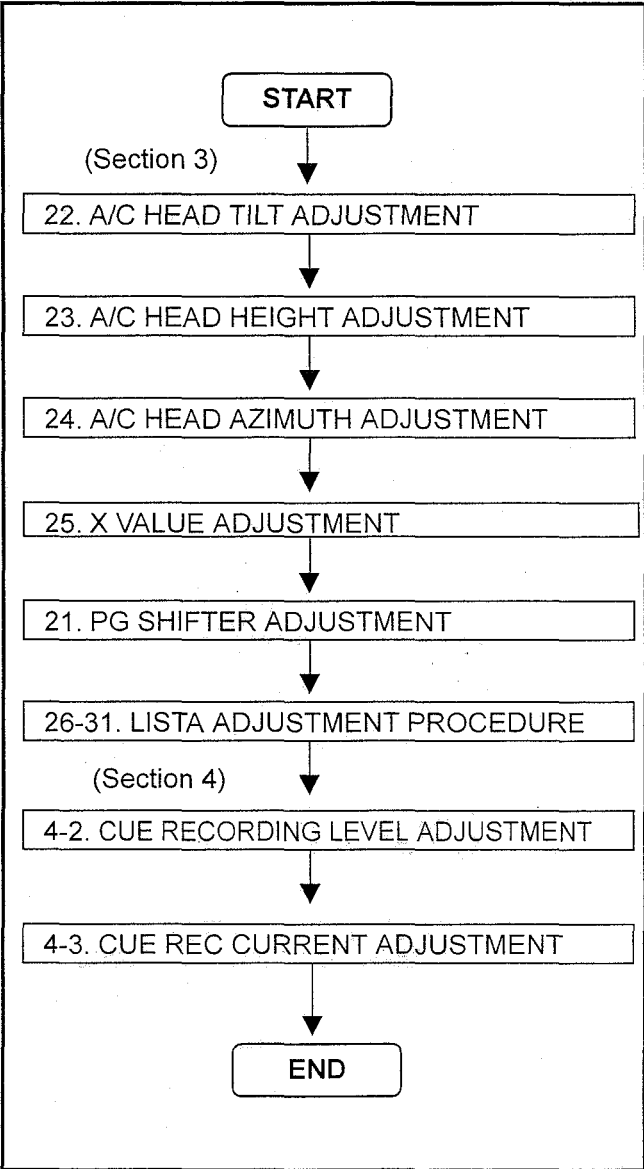 START
(Section 3)
22. A/C HEAD TILT ADJUSTMENT
23. A/C HEAD HEIGHT ADJUSTMENT
24. A/C HEAD AZIMUTH ADJUSTMENT
25. X VALUE ADJUSTMENT
21. PG SHIFTER ADJUSTMENT
26-31. LISTA ADJUSTMENT PROCEDURE
(Section 4)
4-2. CUE RECORDING LEVEL ADJUSTMENT
4-3. CUE REC CURRENT ADJUSTMENT
END